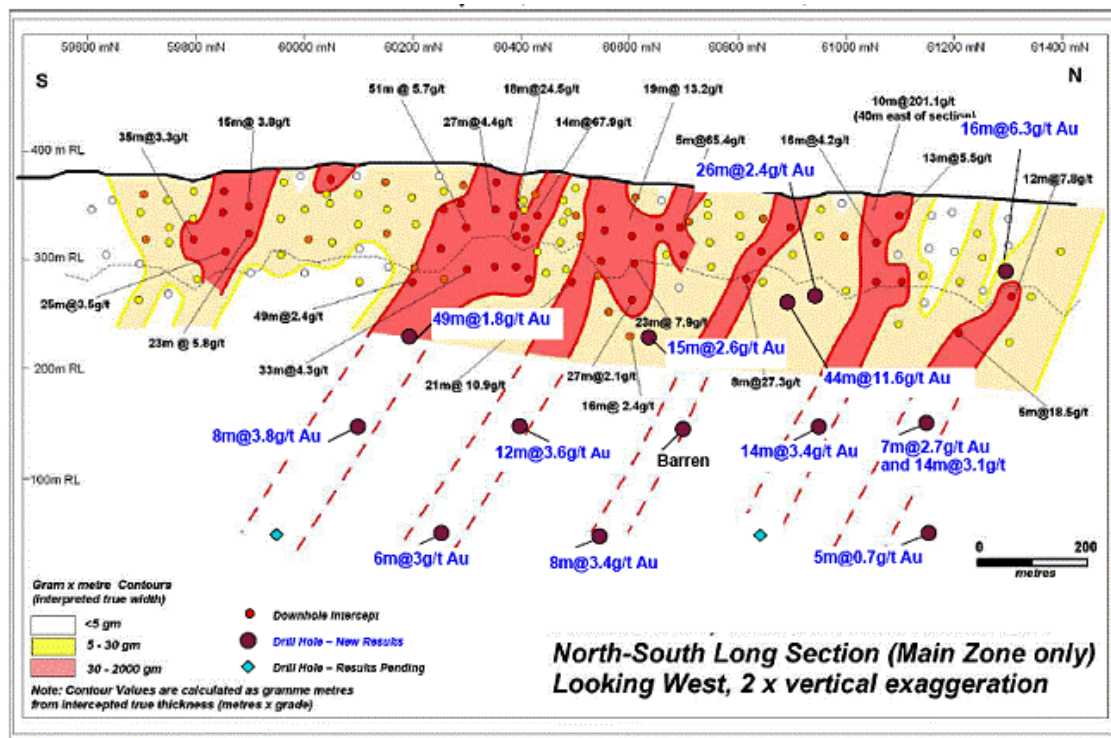 59600 mN
59800 mN
60000 mN
60200 mN
60400 mN
60600 mN
60800 mN
61000 mN
61200 mN
61400 mN
S
N
51m @ 5.7g/t
18m@24.5g/t
19m @ 13.2g/t
10m@201.1g/t
(40m east of section)
16m@6.3g/t Au
15m@ 3.8g/t
27m@4.4g/t
14m@67.9g/t
5m@65.4g/t
16m@4.2g/t
35m@3.3g/t
13m@5.5g/t
400 m RL
26m@2.4g/t Au
12m@7.8g/t
300m RL
25m@3.5g/t
49m@2.4g/t
49m@1.8g/t Au
23m@ 7.9g/t
23m @ 5.8g/t
15m@2.6g/t Au
200m RL
33m@4.3g/t
21m@ 10.9g/t
27m@2.1g/t
8m@27.3g/t
44m@11.6g/t Au
16m@ 2.4g/t
5m@18.5g/t
8m@3.8g/t Au
12m@3.6g/t Au
Barren
14m@3.4g/t Au
7m@2.7g/t Au
and 14m@3.1g/t
100m RL
6m@3g/t Au
8m@3.4g/t Au
5m@0.7g/t Au
0
200
metres
Gram x metre Contours
(interpreted true width)
<5 gm
5 - 30 gm
30 - 2000 gm
Downhole Intercept
Drill Hole – New Results
Drill Hole – Results Pending
Note: Contour Values are calculated as gramme metres
from intercepted true thickness (metres x grade)
North-South Long Section (Main Zone only)
Looking West, 2 x vertical exaggeration